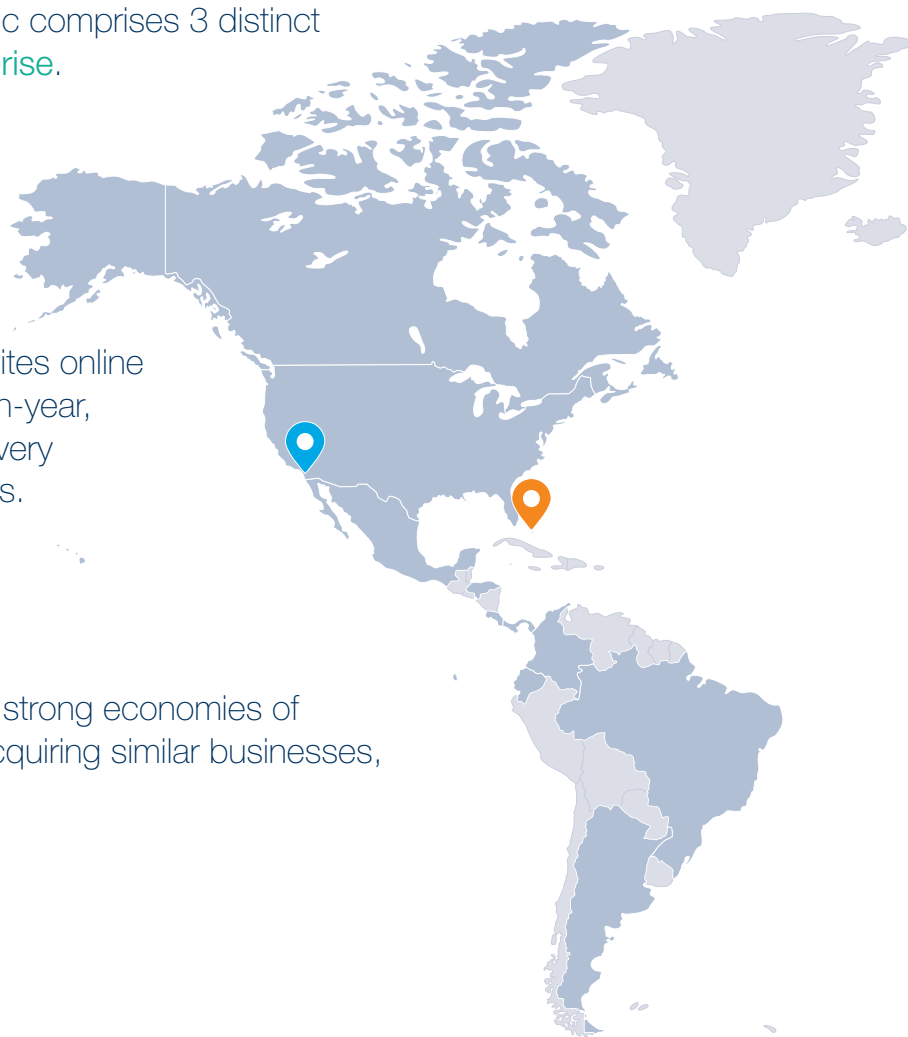 c comprises 3 distinct
rise.
ites online
n-year,
very
s.
strong economies of
cquiring similar businesses,